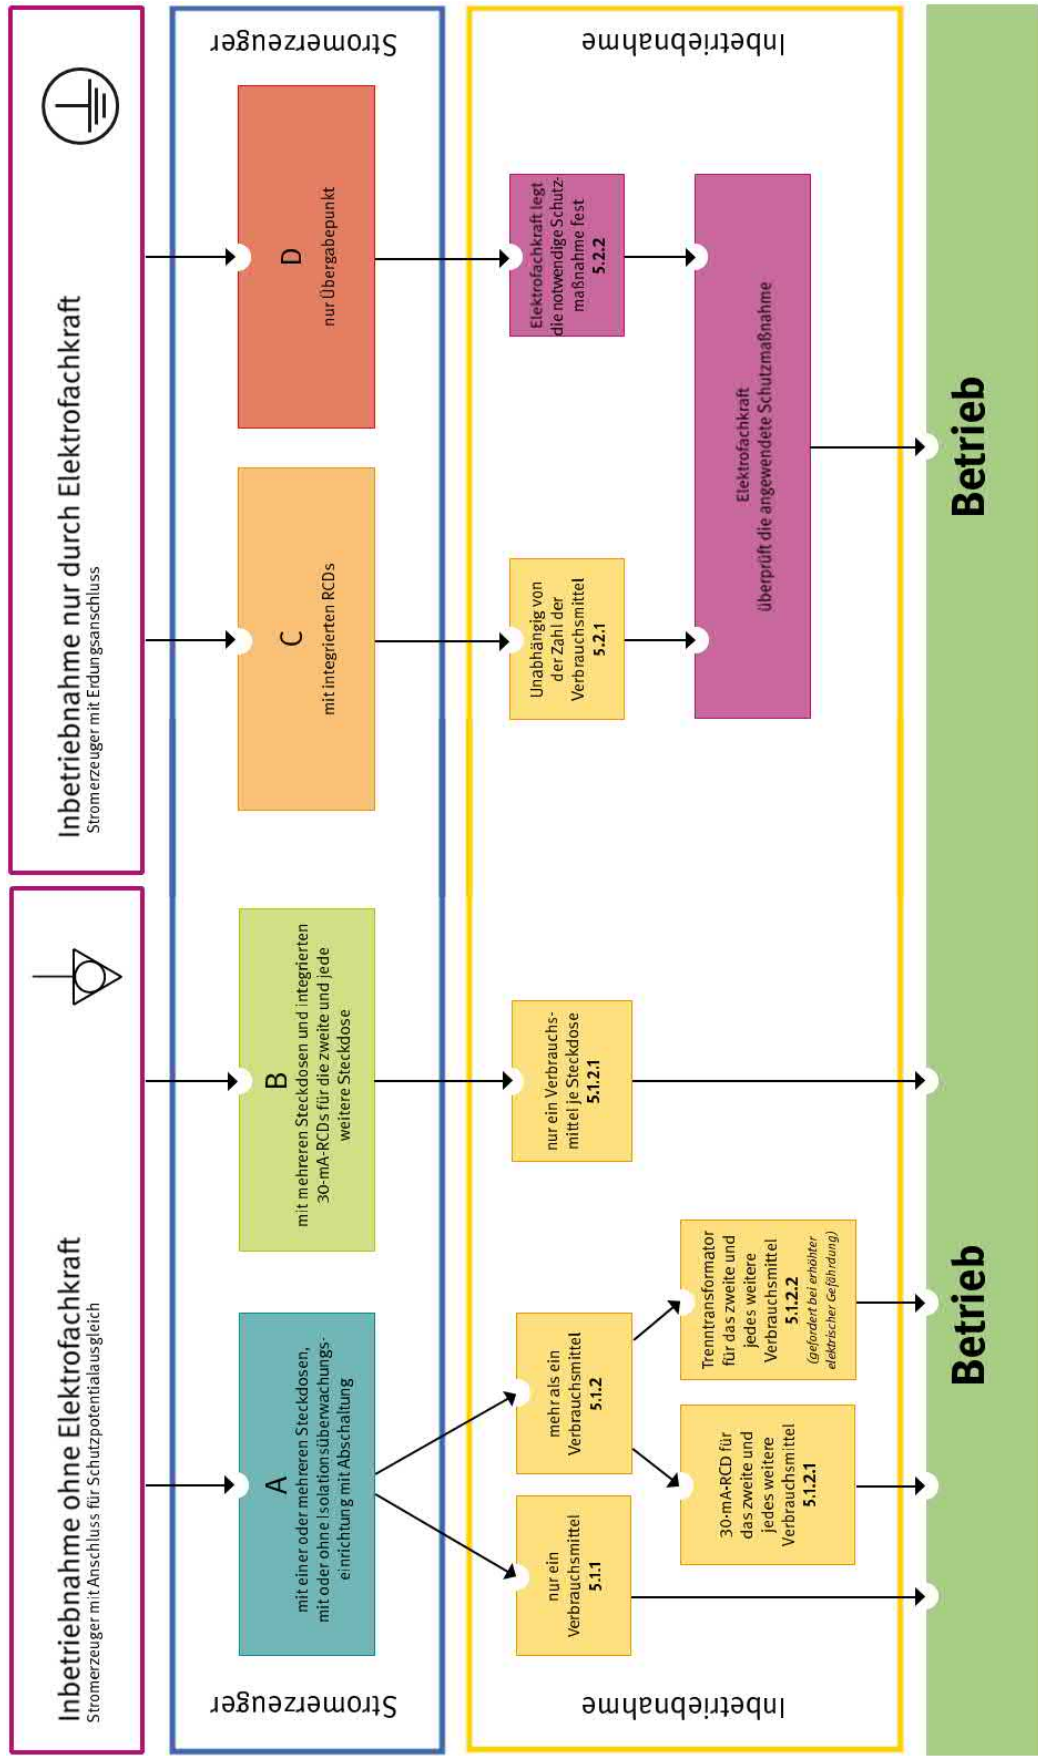 Inbetriebnahme ohne Elektrofachkraft
Stromerzeuger mit Anschluss für Schutzpotentialausgleich
Inbetriebnahme nur durch Elektrofachkraft
Stromerzeuger mit Erdungsanschluss
Stromerzeuger
A
mit einer oder mehreren Steckdosen,
mit oder ohne Isolationsüberwachungs-
einrichtung mit Abschaltung
B
mit mehreren Steckdosen und integrierten
30-mA-RCDs für die zweite und jede
weitere Steckdose
C
mit integrierten RCDs
D
nur Übergabepunkt
Stromerzeuger
Inbetriebnahme
nur ein
Verbrauchsmittel
5.1.1
mehr als ein
Verbrauchsmittel
5.1.2
nur ein Verbrauchs-
mittel je Steckdose
5.1.2.1
Unabhängig von
der Zahl der
Verbrauchsmittel
5.2.1
Elektrofachkraft legt
die notwendige Schutz-
maßnahme fest
5.2.2
Inbetriebnahme
30-mA-RCD für
das zweite und
jedes weitere
Verbrauchsmittel
5.1.2.1
Trenntransformator
für das zweite und
jedes weitere
Verbrauchsmittel
5.1.2.2
(gefordert bei erhöhter
elektrischer Gefährdung)
Elektrofachkraft
überprüft die angewendete Schutzmaßnahme
Betrieb
Betrieb